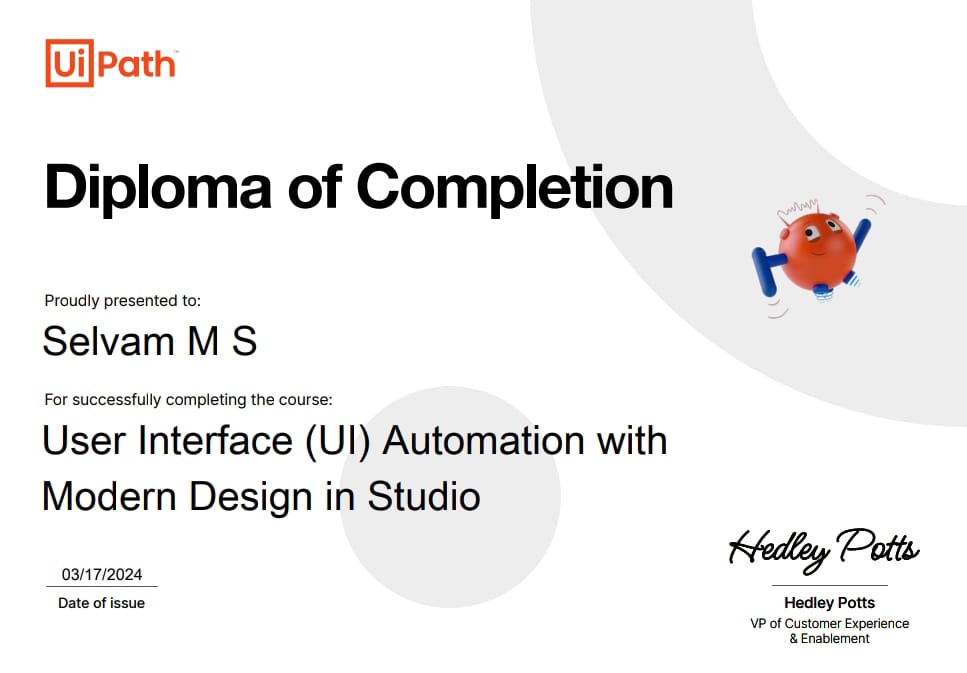 UiPath™
Diploma of Completion
Proudly presented to:
Selvam M S
For successfully completing the course:
User Interface (UI) Automation with
Modern Design in Studio
03/17/2024
Date of issue
Hedley Potts
Hedley Potts
VP of Customer Experience
& Enablement